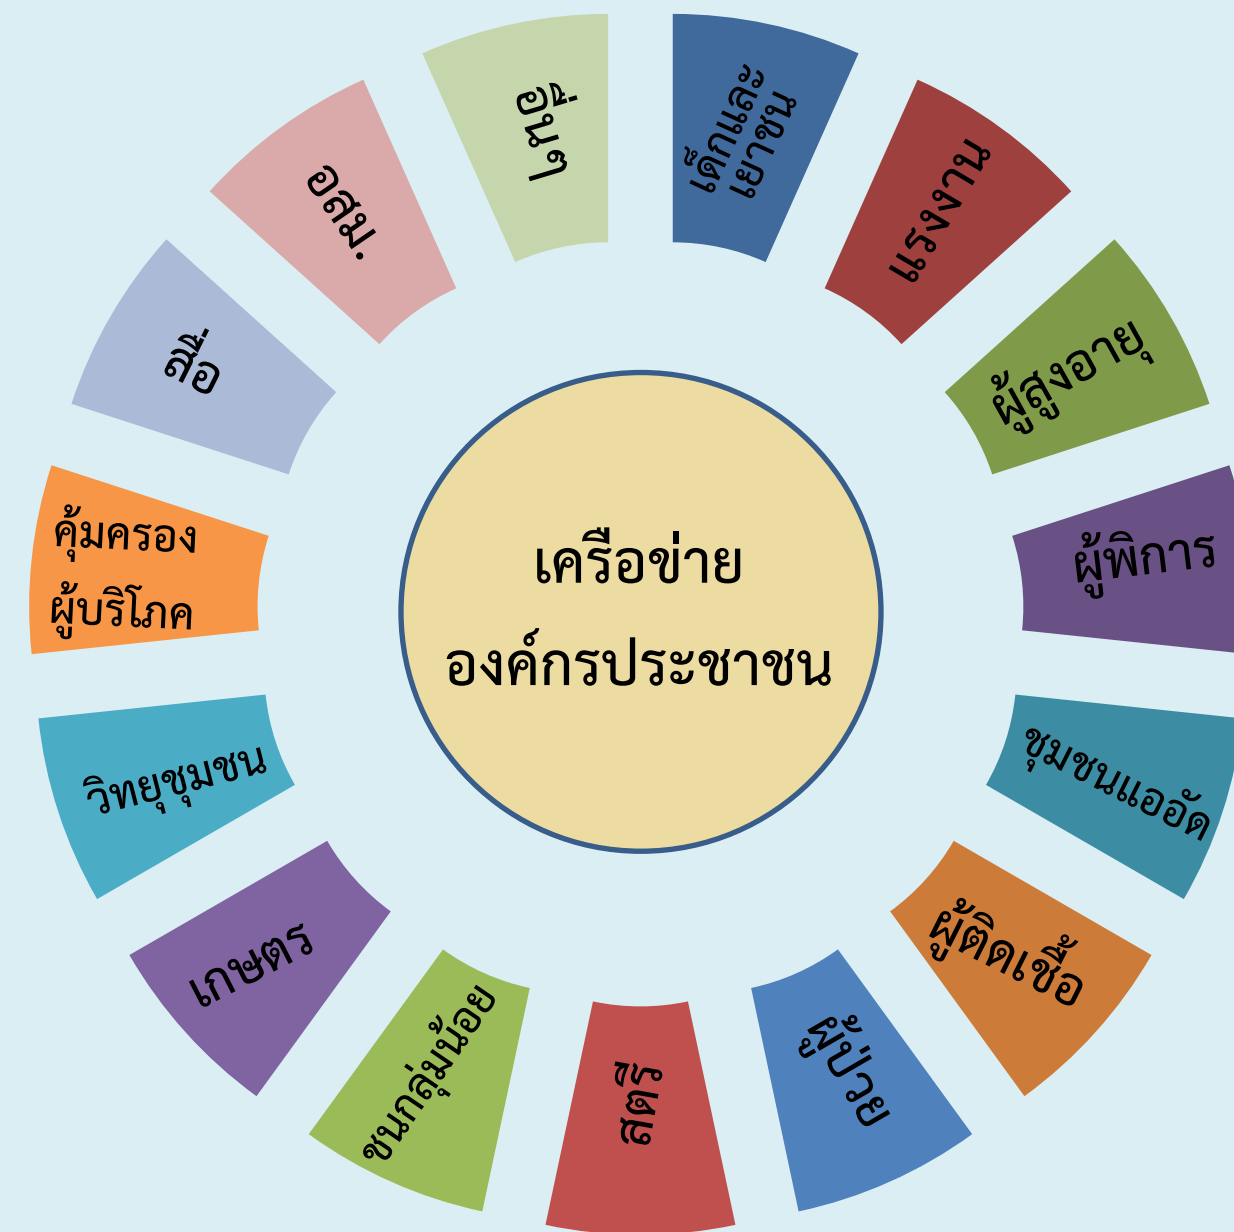 เครือข่าย
องค์กรประชาชน
เด็กและ
เยาชน
แรงงาน
ผู้สูงอายุ
ผู้พิการ
ชุมชนแออัด
ผู้ติดเชื้อ
ผู้ป่วย
สตรี
ชนกลุ่มน้อย
เกษตร
วิทยุชุมชน
คุ้มครอง
ผู้บริโภค
สื่อ
อสม.
อื่นๆ